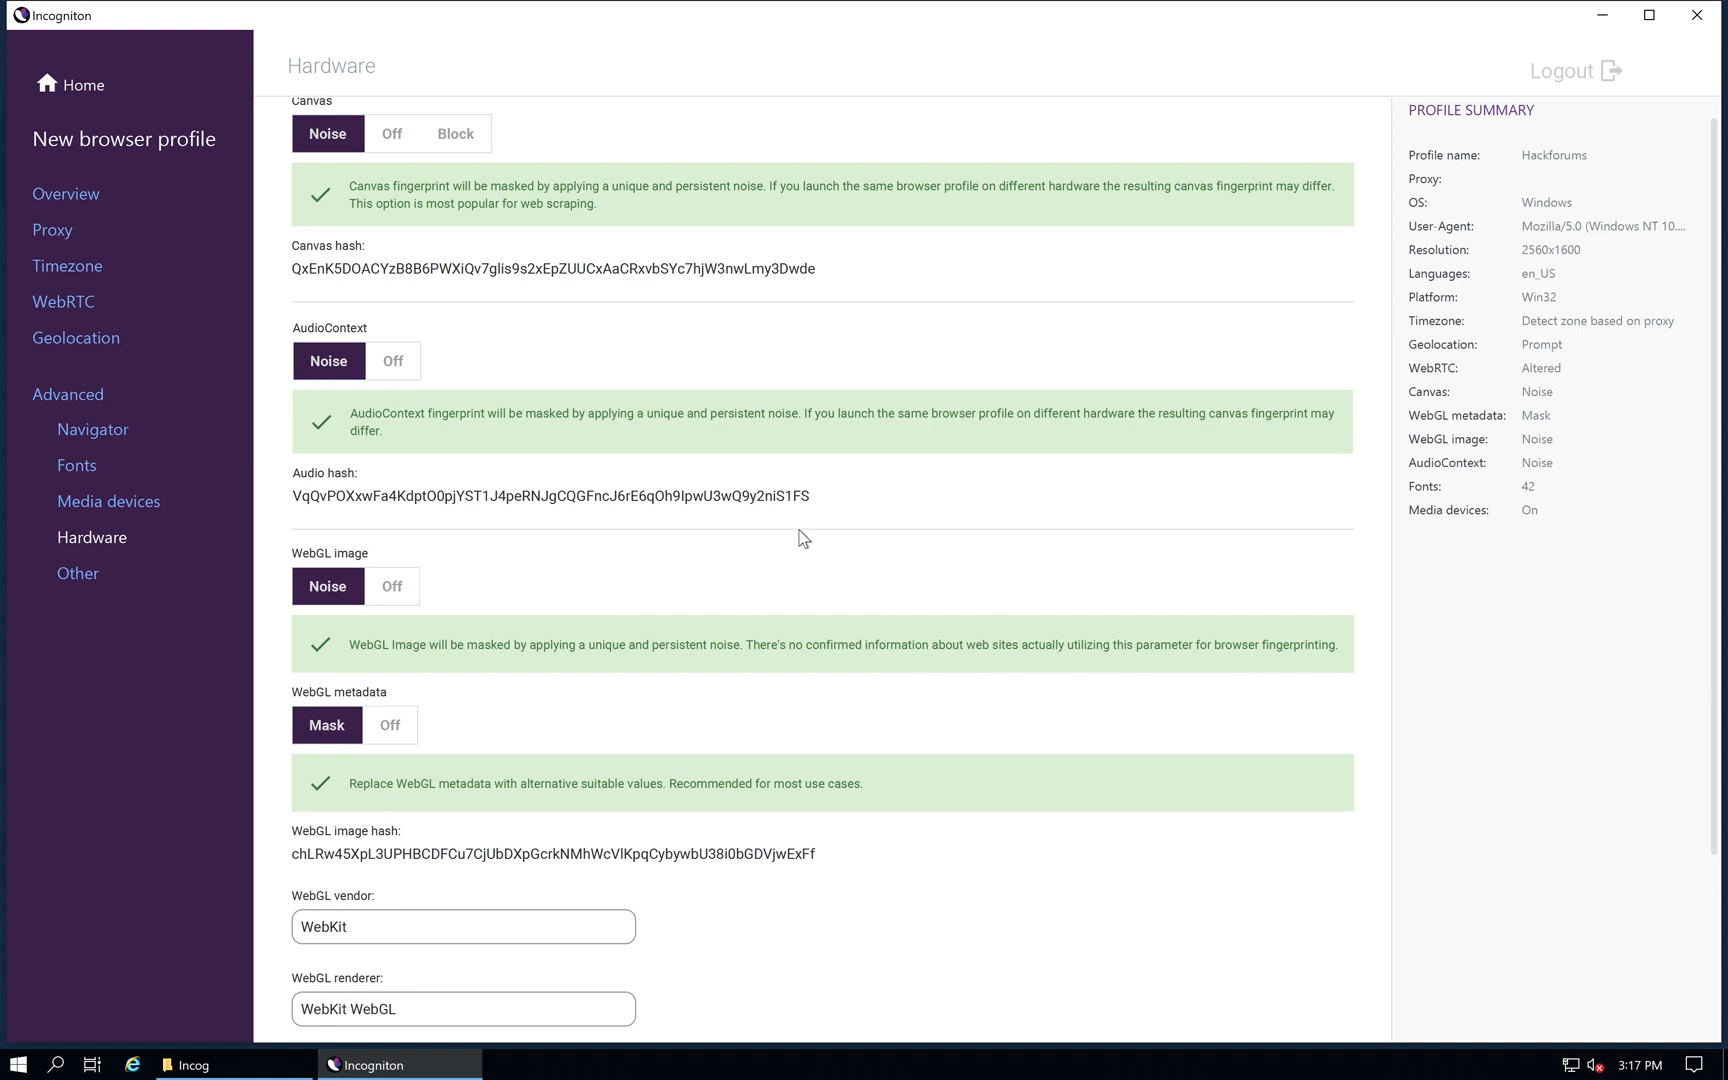 Incogniton
Home
New browser profile
Overview
Proxy
Timezone
WebRTC
Geolocation
Advanced
Navigator
Fonts
Media devices
Hardware
Other
Hardware
Logout
Canvas
Noise Off Block
Canvas fingerprint will be masked by applying a unique and persistent noise. If you launch the same browser profile on different hardware the resulting canvas fingerprint may differ.
This option is most popular for web scraping.
Canvas hash:
QxEnK5DOACYzB8B6PWXiQv7glis9s2xEpZUUCxAaCRxvbSYc7hjW3nwLmy3Dwde
AudioContext
Noise Off
AudioContext fingerprint will be masked by applying a unique and persistent noise. If you launch the same browser profile on different hardware the resulting canvas fingerprint may
differ.
Audio hash:
VqQvPOXxwFa4KdptO0pjYST1J4peRNJgCQGFncJ6rE6qOh9IpwU3wQ9y2niS1FS
WebGL image
Noise Off
WebGL Image will be masked by applying a unique and persistent noise. There's no confirmed information about web sites actually utilizing this parameter for browser fingerprinting.
WebGL metadata
Mask Off
Replace WebGL metadata with alternative suitable values. Recommended for most use cases.
WebGL image hash:
chLRw45XpL3UPHBCDFCu7CjUbDXpGcrkNMhWcVlKpqCybywbU38i0bGDVjwExFf
WebGL vendor:
WebKit
WebGL renderer:
WebKit WebGL
PROFILE SUMMARY
Profile name: Hackforums
Proxy:
OS: Windows
User-Agent: Mozilla/5.0 (Windows NT 10....
Resolution: 2560x1600
Languages: en_US
Platform: Win32
Timezone: Detect zone based on proxy
Geolocation: Prompt
WebRTC: Altered
Canvas: Noise
WebGL metadata: Mask
WebGL image: Noise
AudioContext: Noise
Fonts: 42
Media devices: On
Incog
Incogniton
3:17 PM